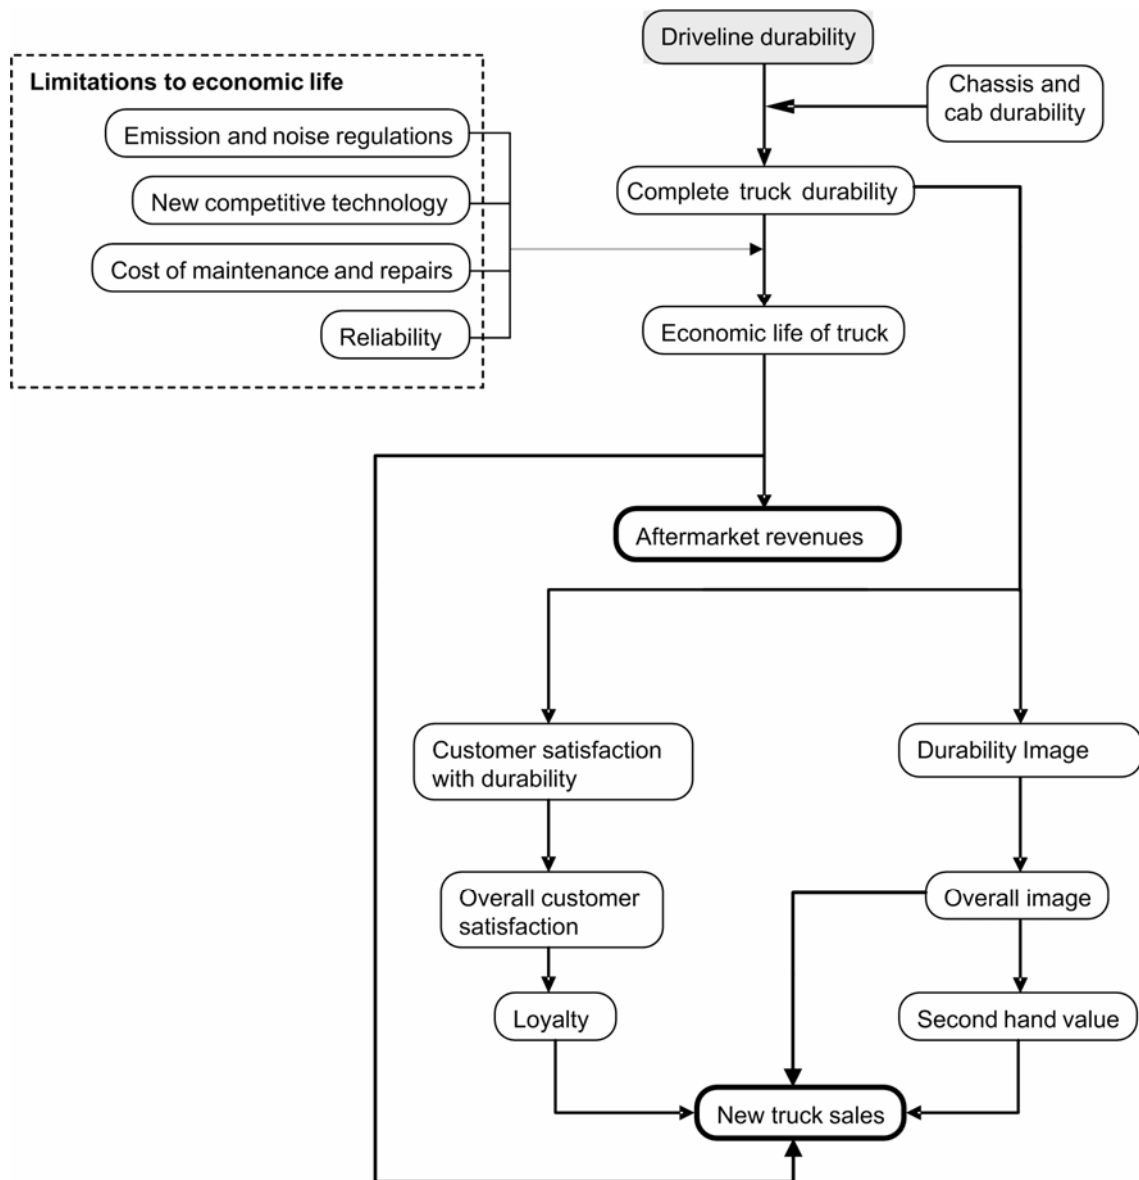 Driveline durability
Limitations to economic life
Chassis and
cab durability
Emission and noise regulations
New competitive technology
Complete truck durability
Cost of maintenance and repairs
Reliability
Economic life of truck
Aftermarket revenues
Customer satisfaction
with durability
Durability Image
Overall customer
satisfaction
Overall image
Loyalty
Second hand value
New truck sales